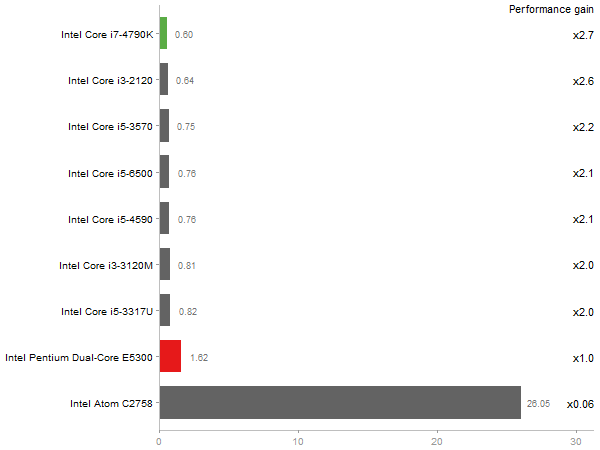 Performance gain
Intel Core i7-4790K 0.60 x2.7
Intel Core i3-2120 0.64 x2.6
Intel Core i5-3570 0.75 x2.2
Intel Core i5-6500 0.76 x2.1
Intel Core i5-4590 0.76 x2.1
Intel Core i3-3120M 0.81 x2.0
Intel Core i5-3317U 0.82 x2.0
Intel Pentium Dual-Core E5300 1.62 x1.0
Intel Atom C2758 26.05 x0.06
0 10 20 30